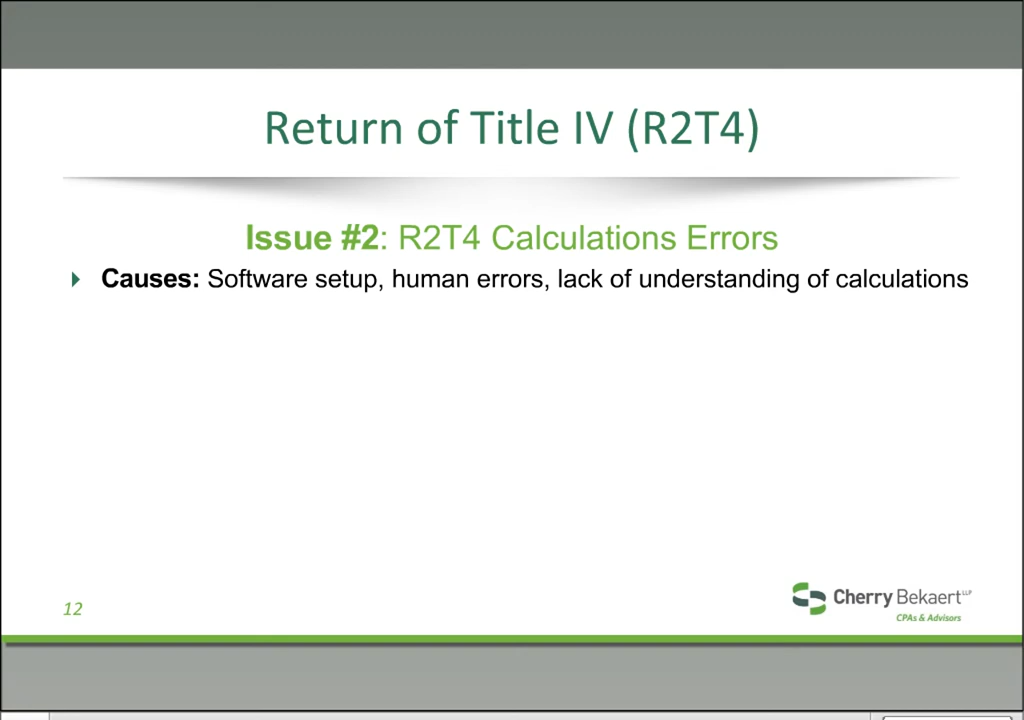 Return of Title IV (R2T4)
Issue #2: R2T4 Calculations Errors
Causes: Software setup, human errors, lack of understanding of calculations
12
Cherry Bekaert LLP
CPAs & Advisors